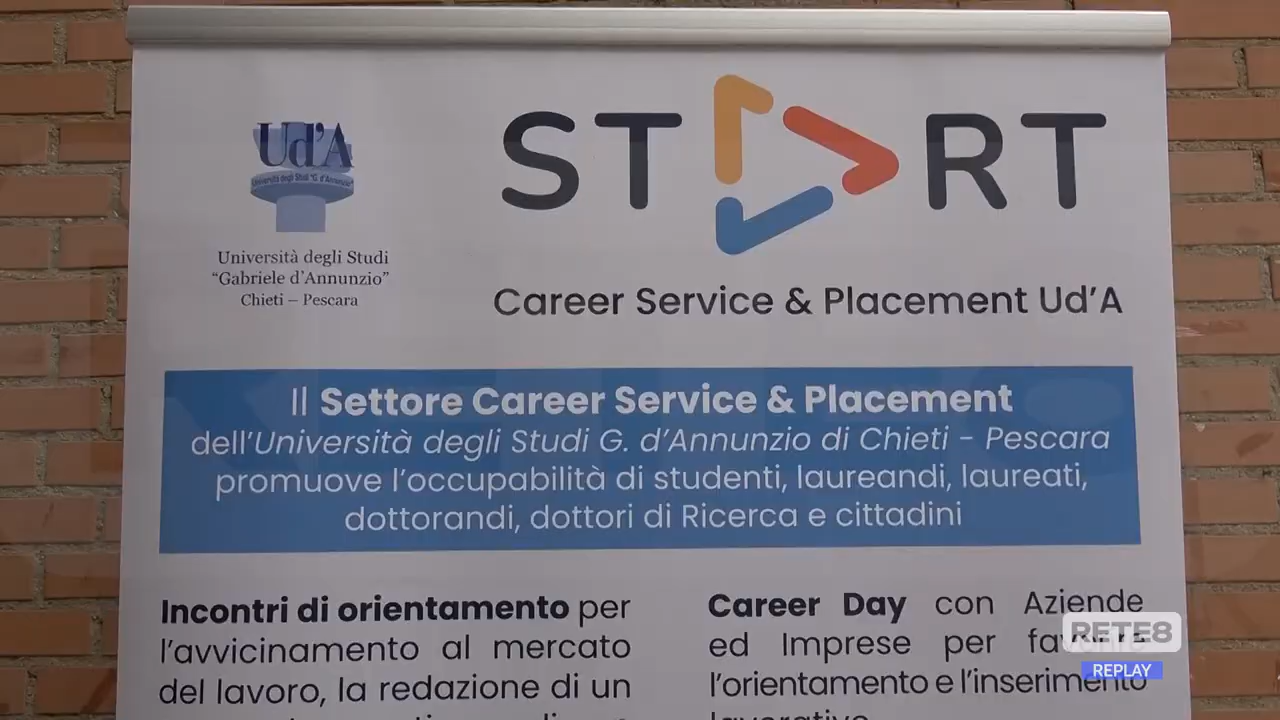 Ud'A
Università degli Studi "G. d'Annunzio"
Università degli Studi
“Gabriele d’Annunzio”
Chieti – Pescara
START
Career Service & Placement Ud’A
Il Settore Career Service & Placement
dell’Università degli Studi G. d’Annunzio di Chieti - Pescara
promuove l’occupabilità di studenti, laureandi, laureati,
dottorandi, dottori di Ricerca e cittadini
Incontri di orientamento per
l’avvicinamento al mercato
del lavoro, la redazione di un
Career Day con Aziende
ed Imprese per favorire
l’orientamento e l’inserimento
RETE8
REPLAY